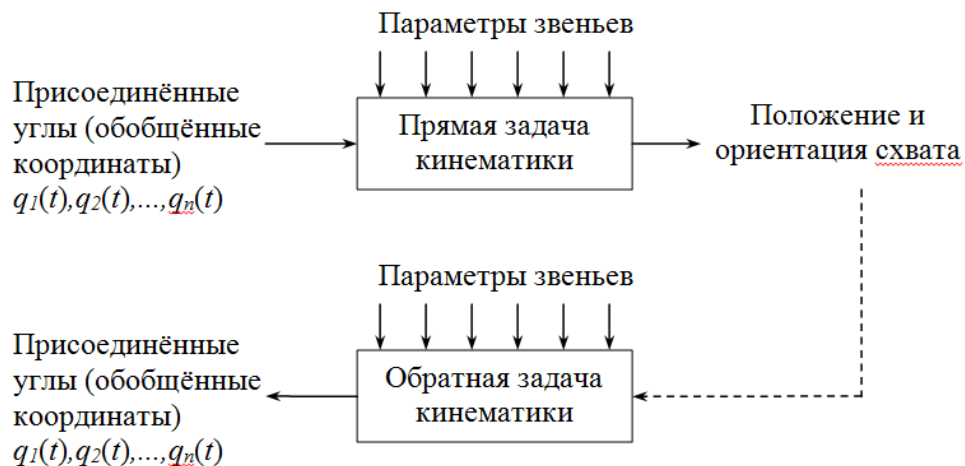 Параметры звеньев
Присоединённые
углы (обобщённые
координаты)
q1(t),q2(t),...,qn(t)
Прямая задача
кинематики
Положение и
ориентация схвата
Параметры звеньев
Присоединённые
углы (обобщённые
координаты)
q1(t),q2(t),...,qn(t)
Обратная задача
кинематики